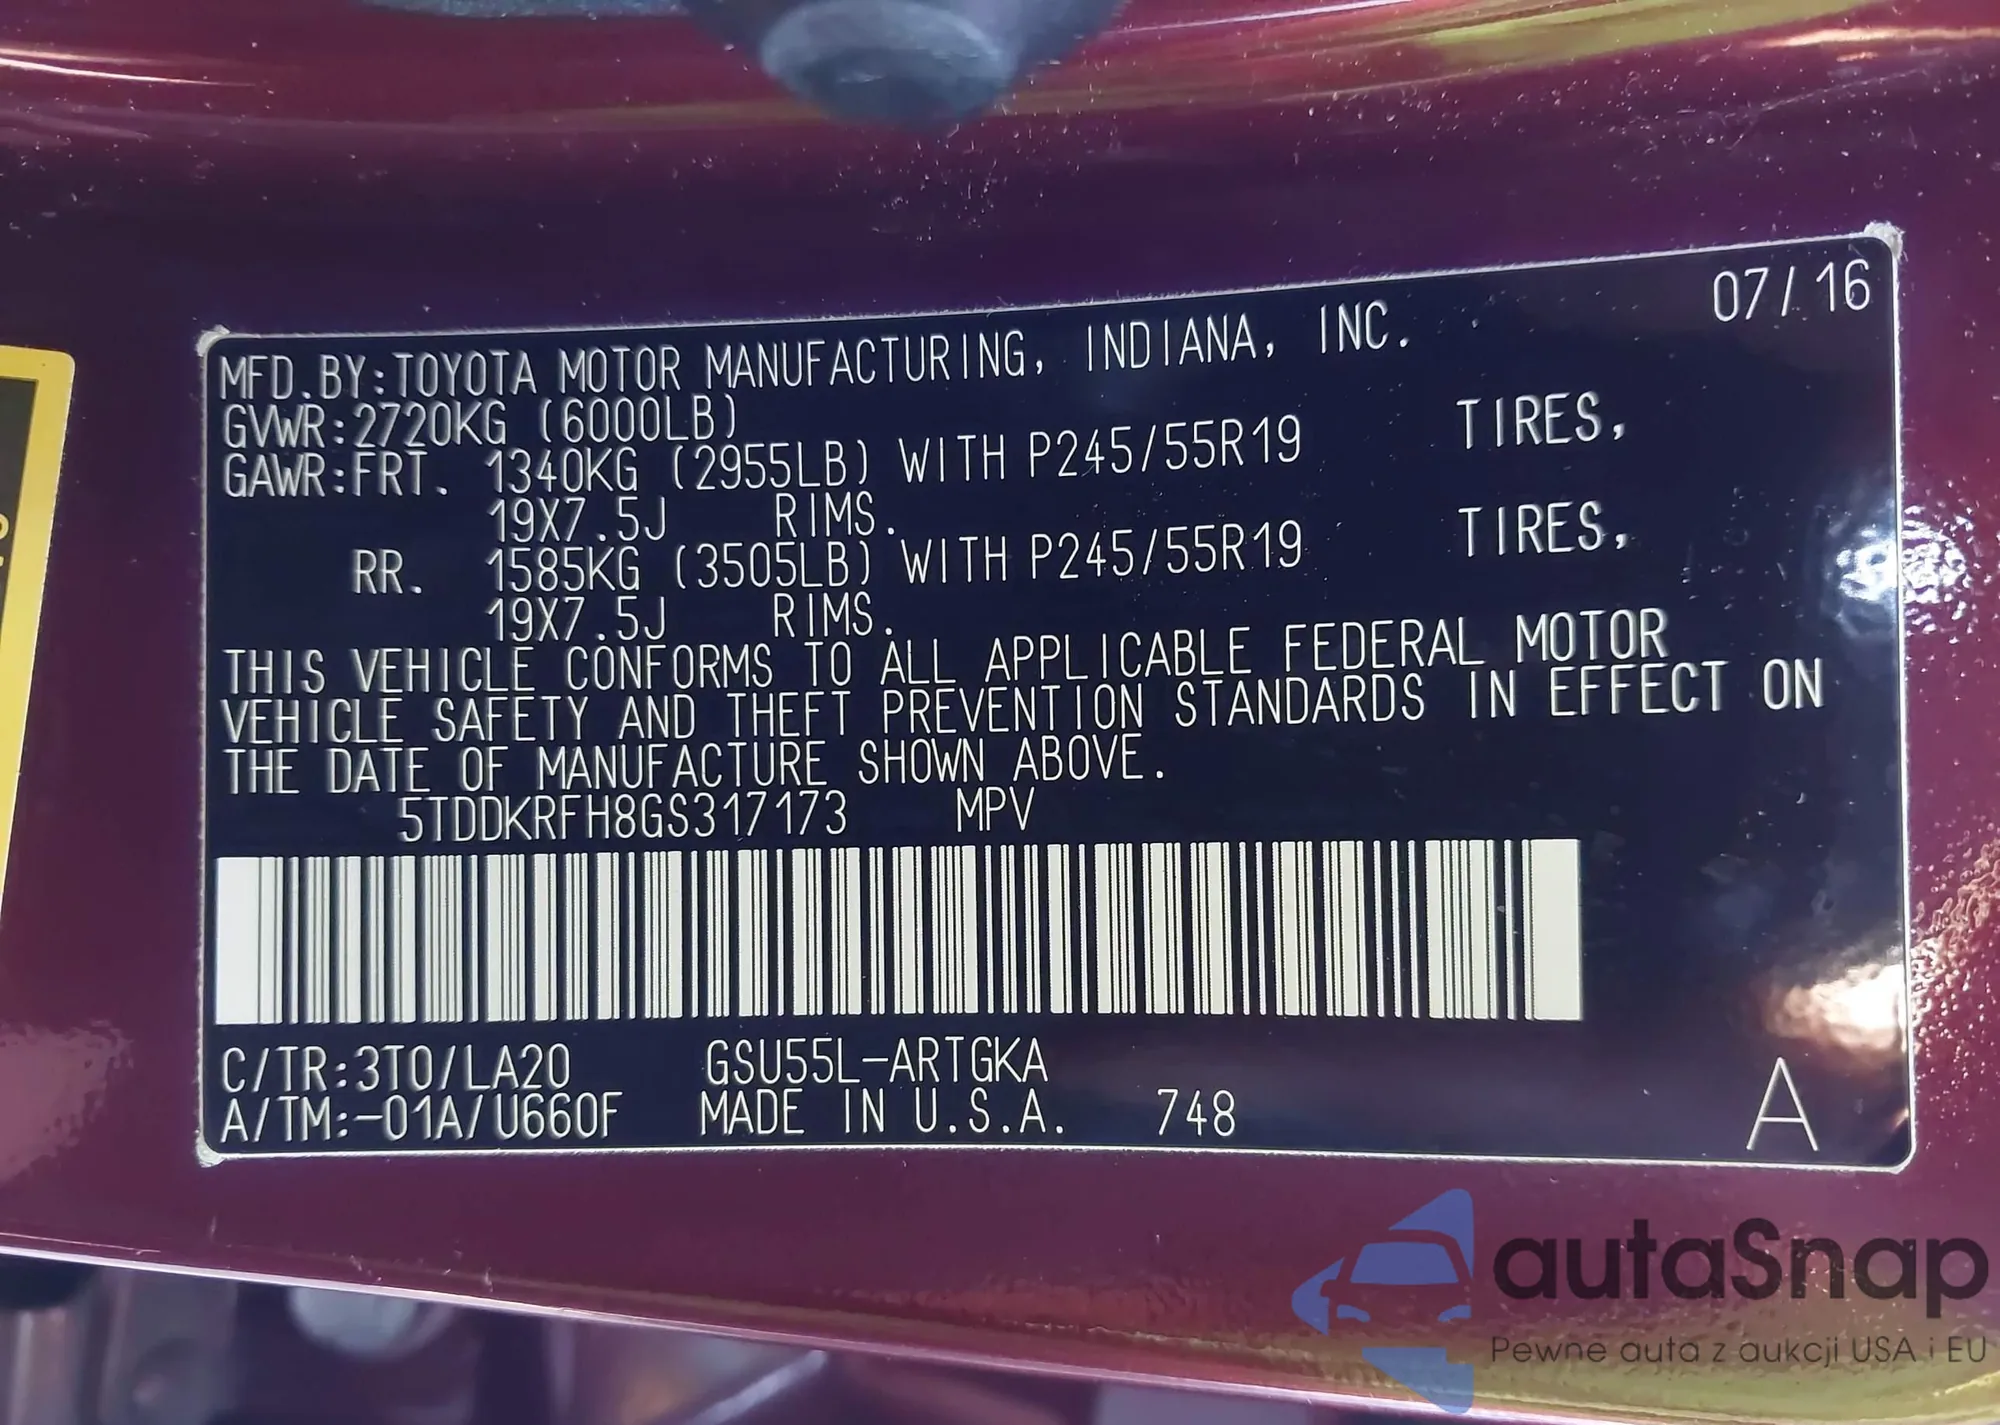 07/16
MFD.BY:TOYOTA MOTOR MANUFACTURING, INDIANA, INC.
GVWR:2720KG (6000LB)
GAWR:FRT. 1340KG (2955LB) WITH P245/55R19 TIRES,
19X7.5J RIMS.
RR. 1585KG (3505LB) WITH P245/55R19 TIRES,
19X7.5J RIMS.
THIS VEHICLE CONFORMS TO ALL APPLICABLE FEDERAL MOTOR
VEHICLE SAFETY AND THEFT PREVENTION STANDARDS IN EFFECT ON
THE DATE OF MANUFACTURE SHOWN ABOVE.
5TDDKRFH8GS317173 MPV
C/TR:3T0/LA20 GSU55L-ARTGKA
A/TM:-01A/U660F MADE IN U.S.A. 748 A
autaSnap
Pewne auta z aukcji USA i EU